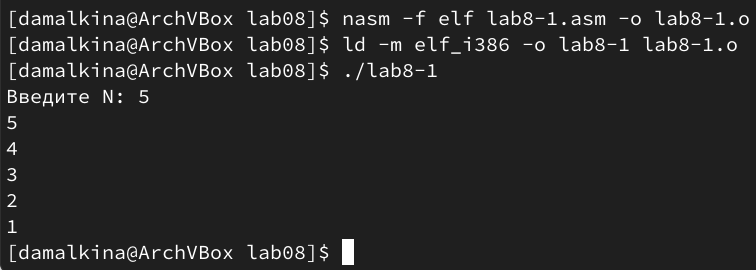 [damalkina@ArchVBox lab08]$ nasm -f elf lab8-1.asm -o lab8-1.o
[damalkina@ArchVBox lab08]$ ld -m elf_i386 -o lab8-1 lab8-1.o
[damalkina@ArchVBox lab08]$ ./lab8-1
Введите N: 5
5
4
3
2
1
[damalkina@ArchVBox lab08]$